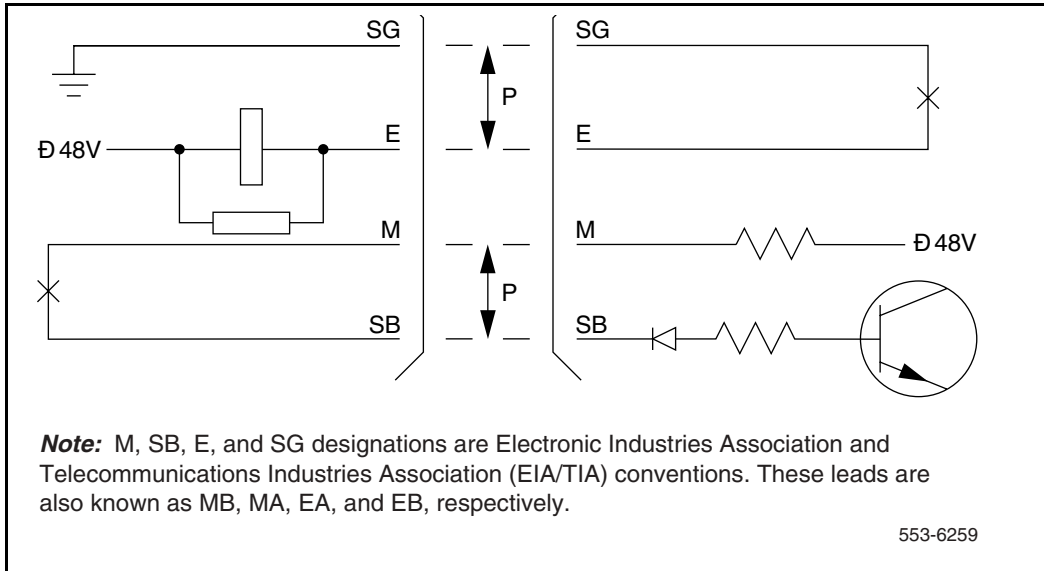 SG SG
P
E E
Đ 48V
M M
Đ 48V
P
SB SB
Note: M, SB, E, and SG designations are Electronic Industries Association and
Telecommunications Industries Association (EIA/TIA) conventions. These leads are
also known as MB, MA, EA, and EB, respectively.
553-6259